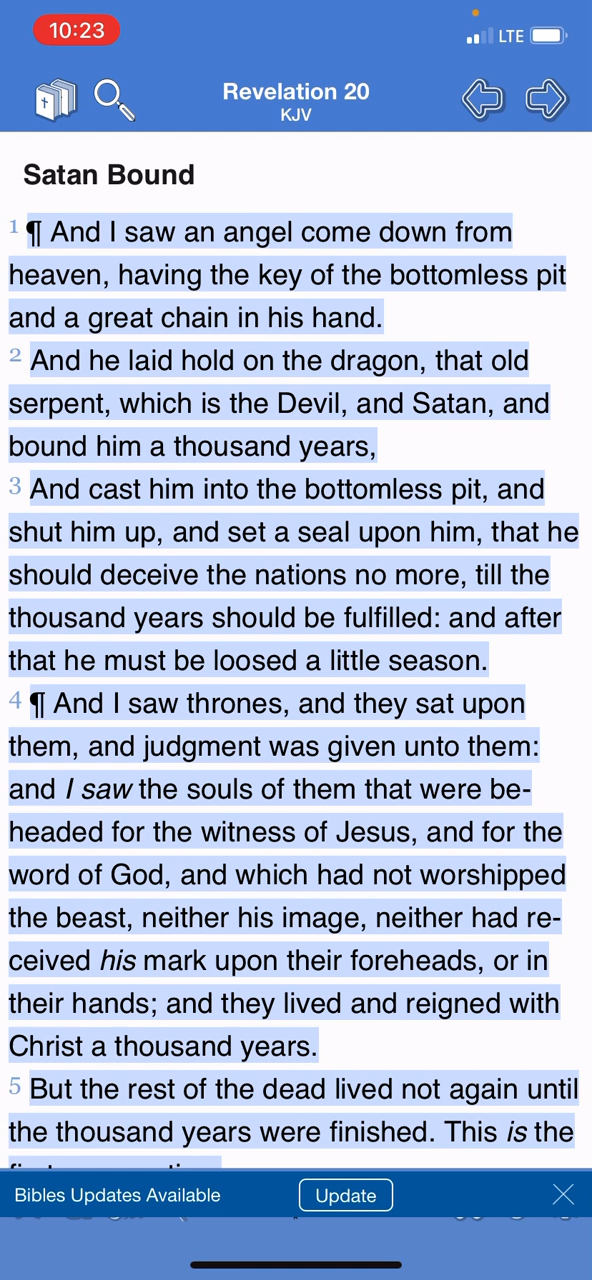 10:23
LTE
Revelation 20
KJV
Satan Bound
1 ¶ And I saw an angel come down from
heaven, having the key of the bottomless pit
and a great chain in his hand.
2 And he laid hold on the dragon, that old
serpent, which is the Devil, and Satan, and
bound him a thousand years,
3 And cast him into the bottomless pit, and
shut him up, and set a seal upon him, that he
should deceive the nations no more, till the
thousand years should be fulfilled: and after
that he must be loosed a little season.
4 ¶ And I saw thrones, and they sat upon
them, and judgment was given unto them:
and I saw the souls of them that were be-
headed for the witness of Jesus, and for the
word of God, and which had not worshipped
the beast, neither his image, neither had re-
ceived his mark upon their foreheads, or in
their hands; and they lived and reigned with
Christ a thousand years.
5 But the rest of the dead lived not again until
the thousand years were finished. This is the
Bibles Updates Available
Update